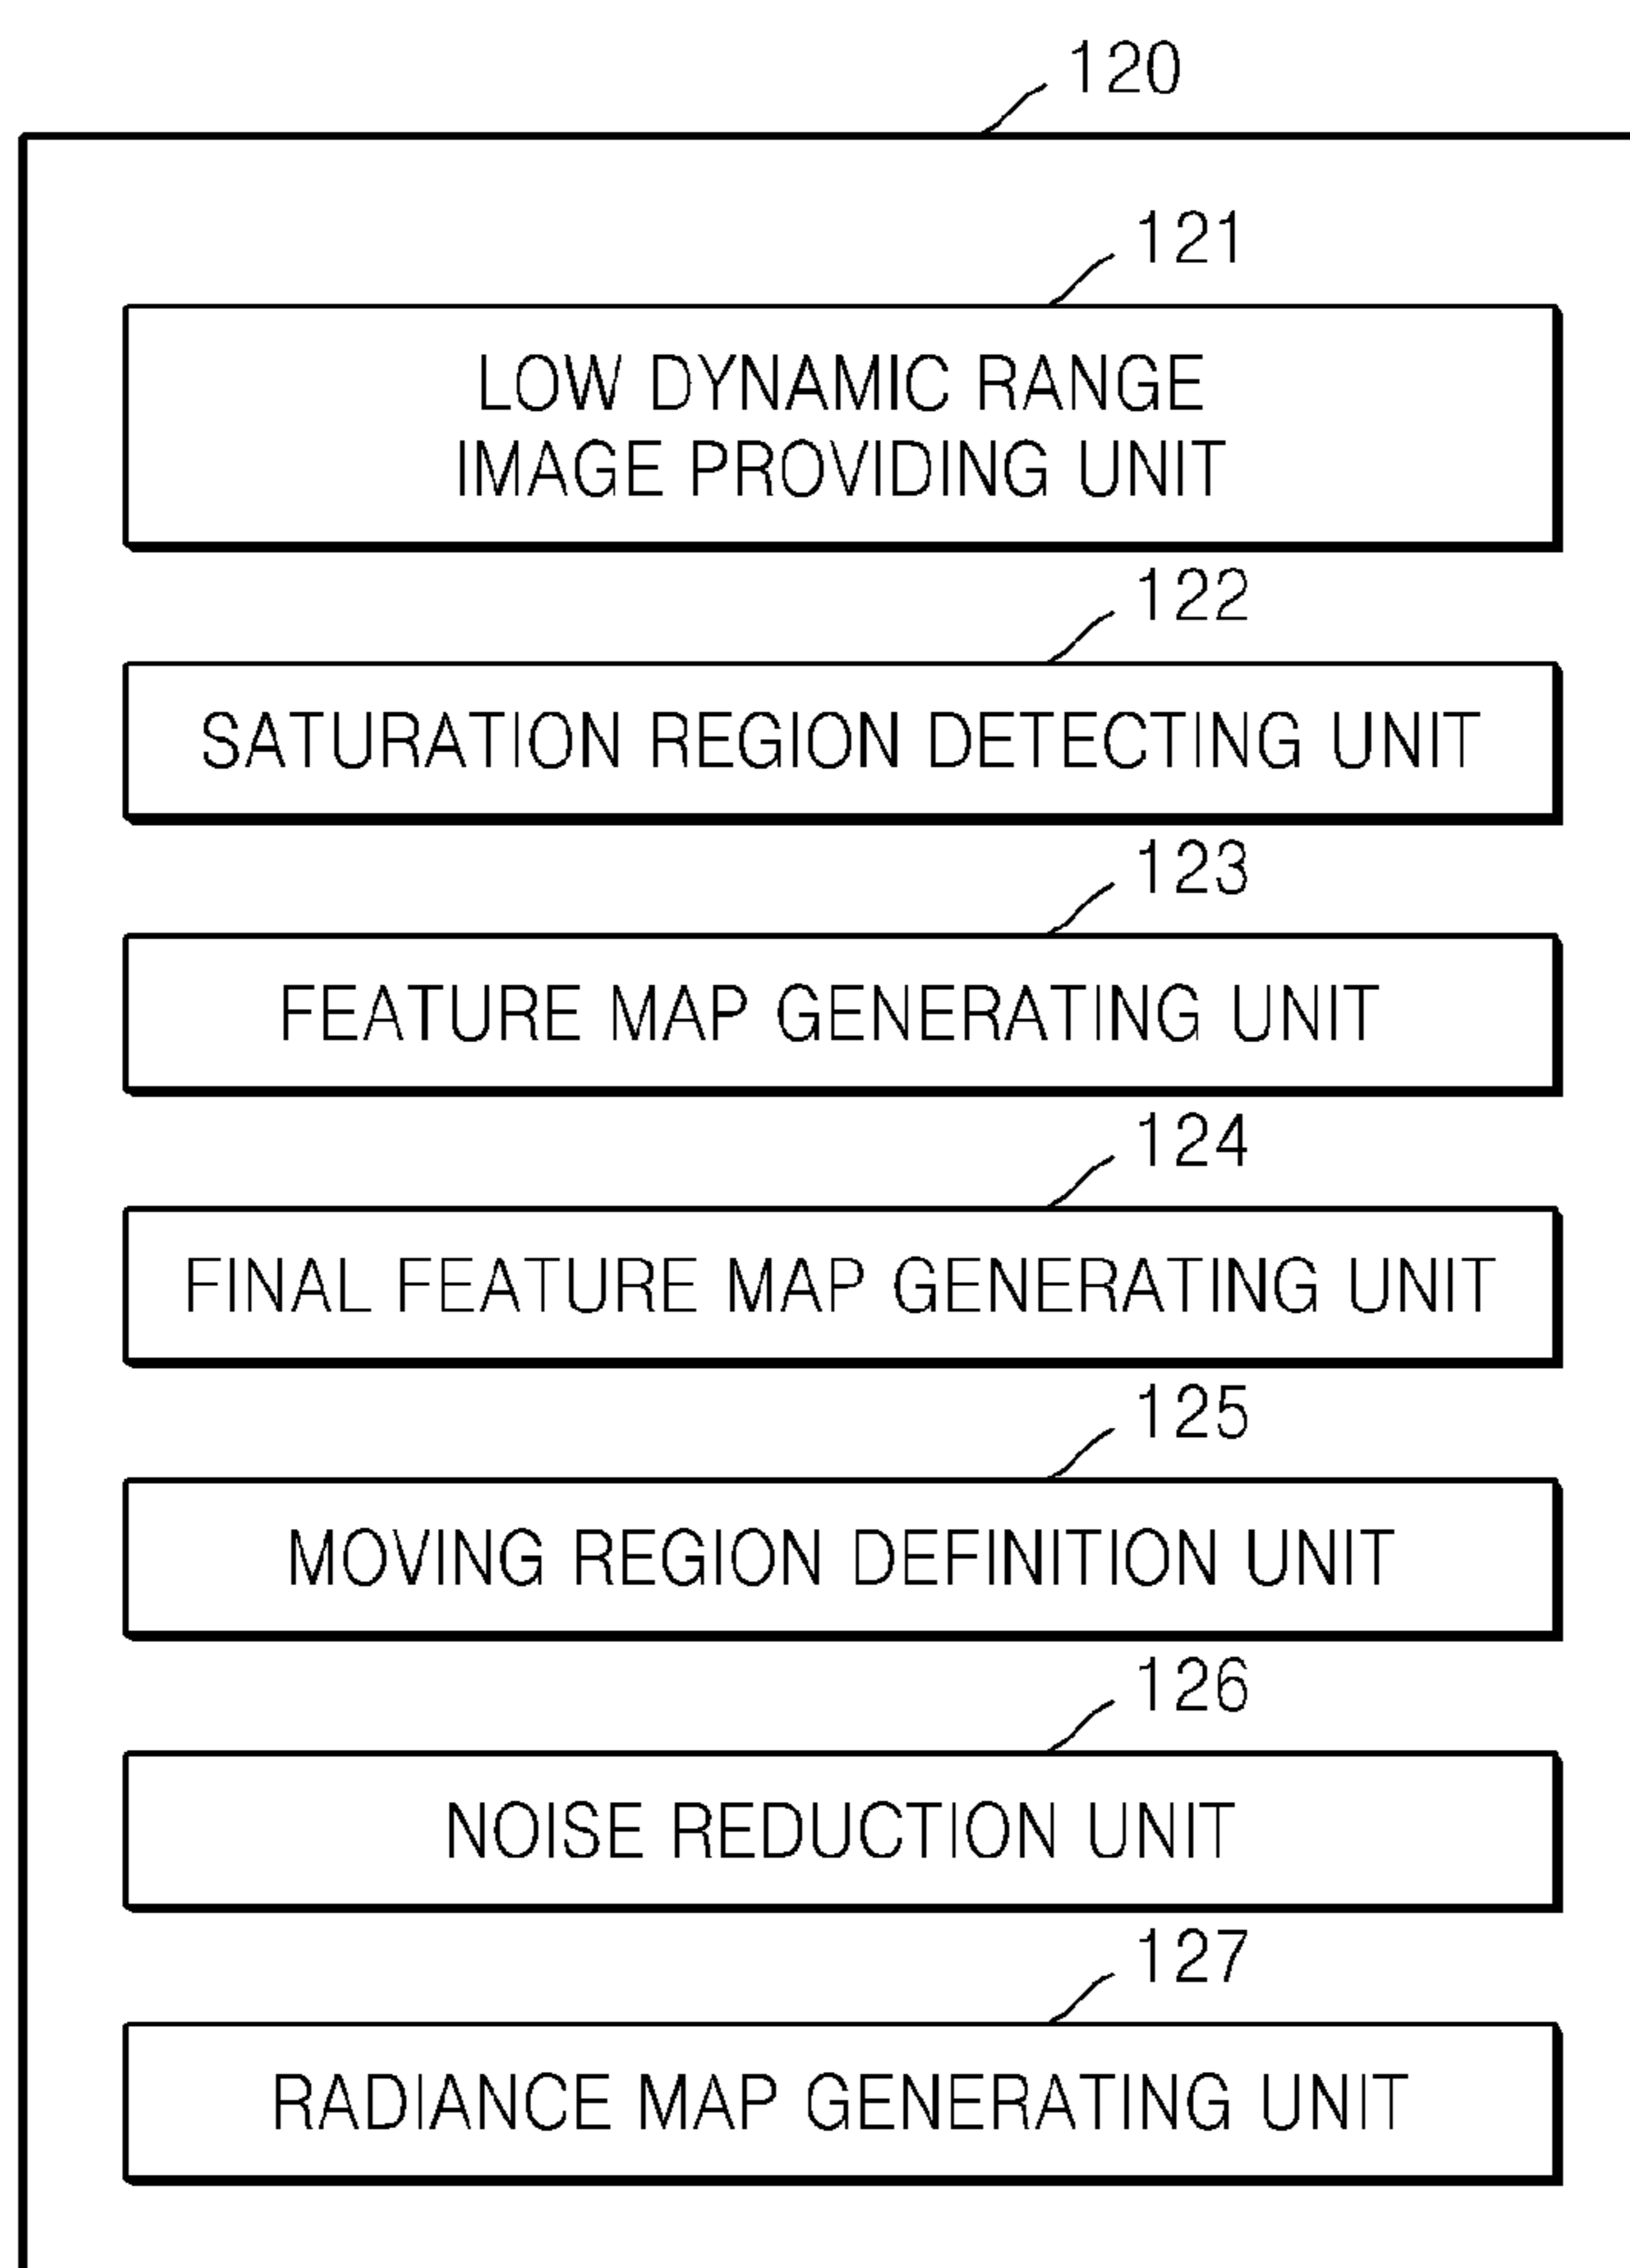 120
121
LOW DYNAMIC RANGE
IMAGE PROVIDING UNIT
122
SATURATION REGION DETECTING UNIT
123
FEATURE MAP GENERATING UNIT
124
FINAL FEATURE MAP GENERATING UNIT
125
MOVING REGION DEFINITION UNIT
126
NOISE REDUCTION UNIT
127
RADIANCE MAP GENERATING UNIT